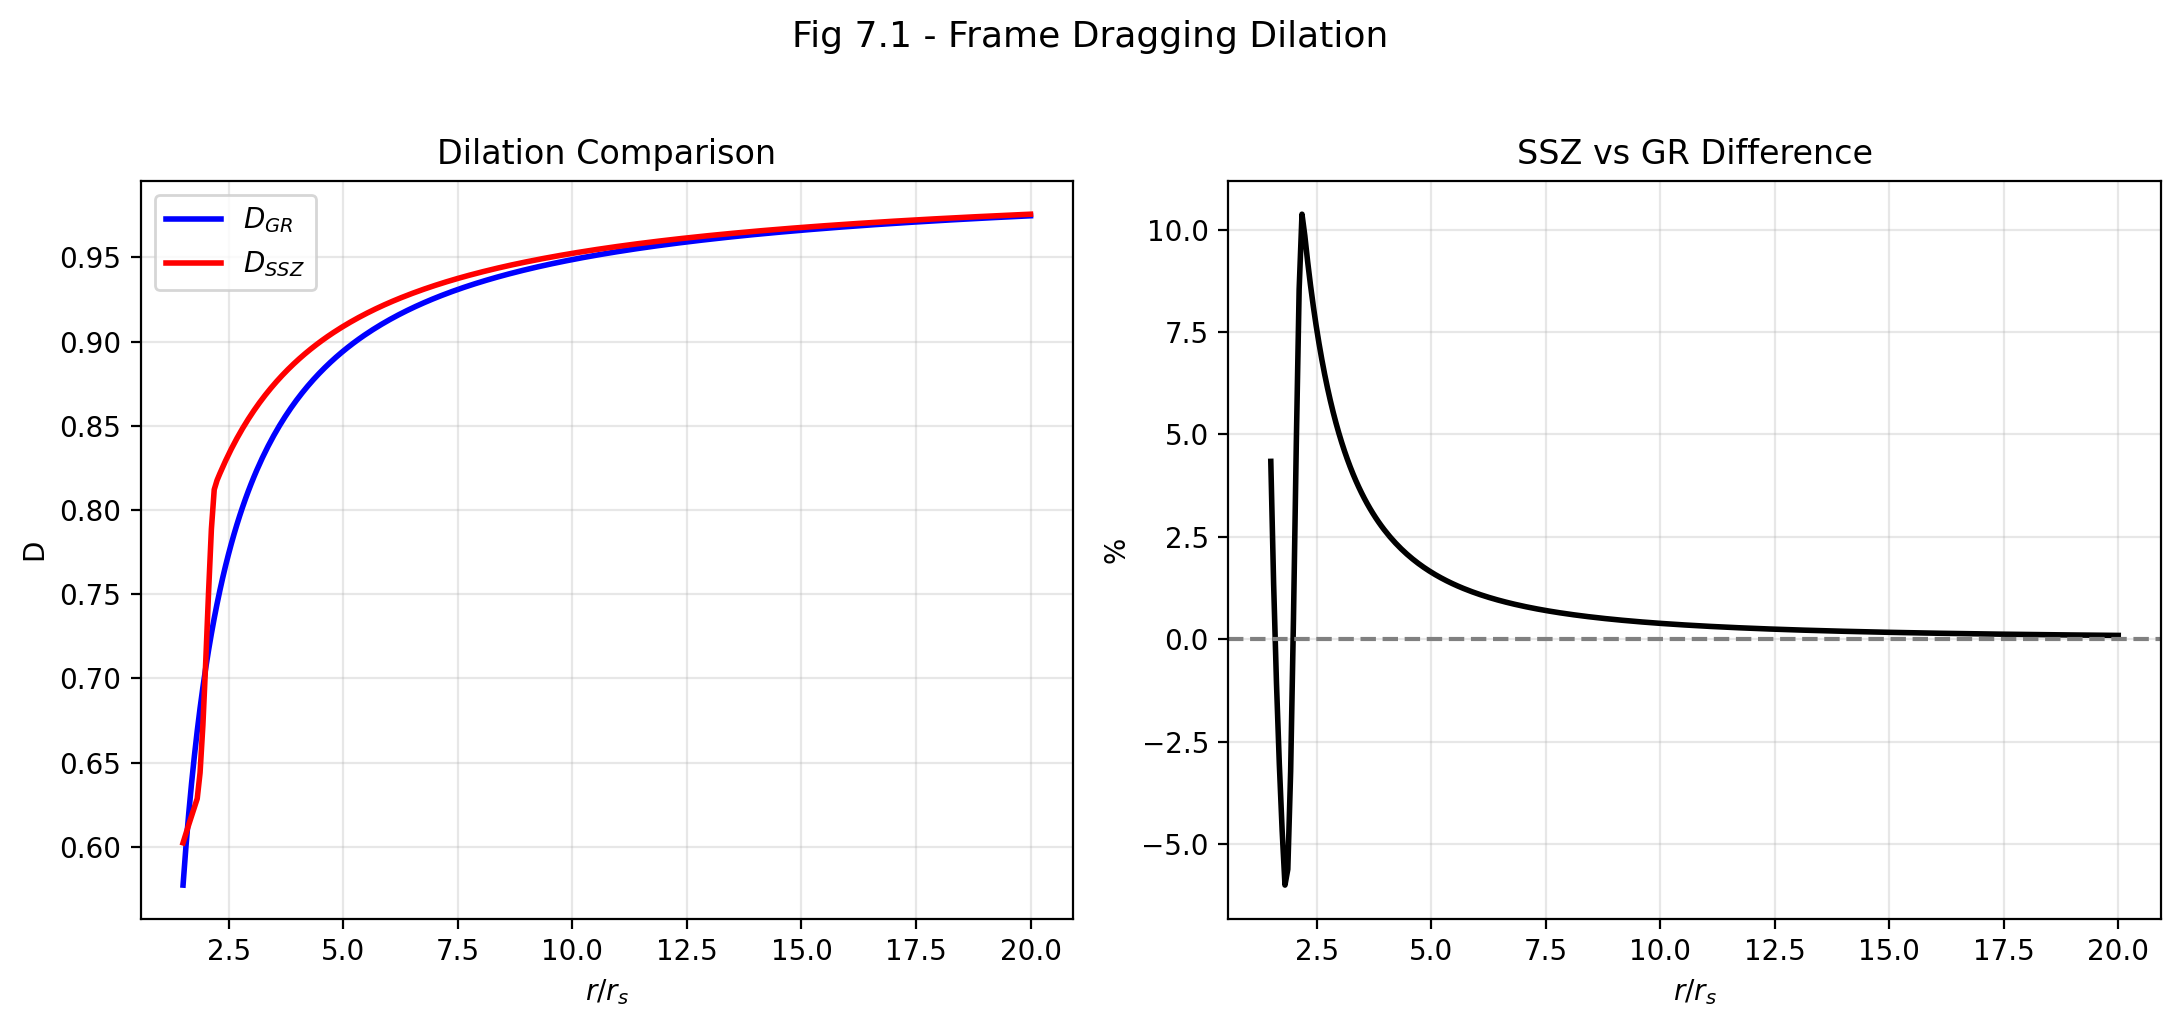 Fig 7.1 - Frame Dragging Dilation
Dilation Comparison
D_GR
D_SSZ
0.95
0.90
0.85
0.80
0.75
0.70
0.65
0.60
D
2.5 5.0 7.5 10.0 12.5 15.0 17.5 20.0
r/r_s
SSZ vs GR Difference
10.0
7.5
5.0
2.5
0.0
−2.5
−5.0
%
2.5 5.0 7.5 10.0 12.5 15.0 17.5 20.0
r/r_s